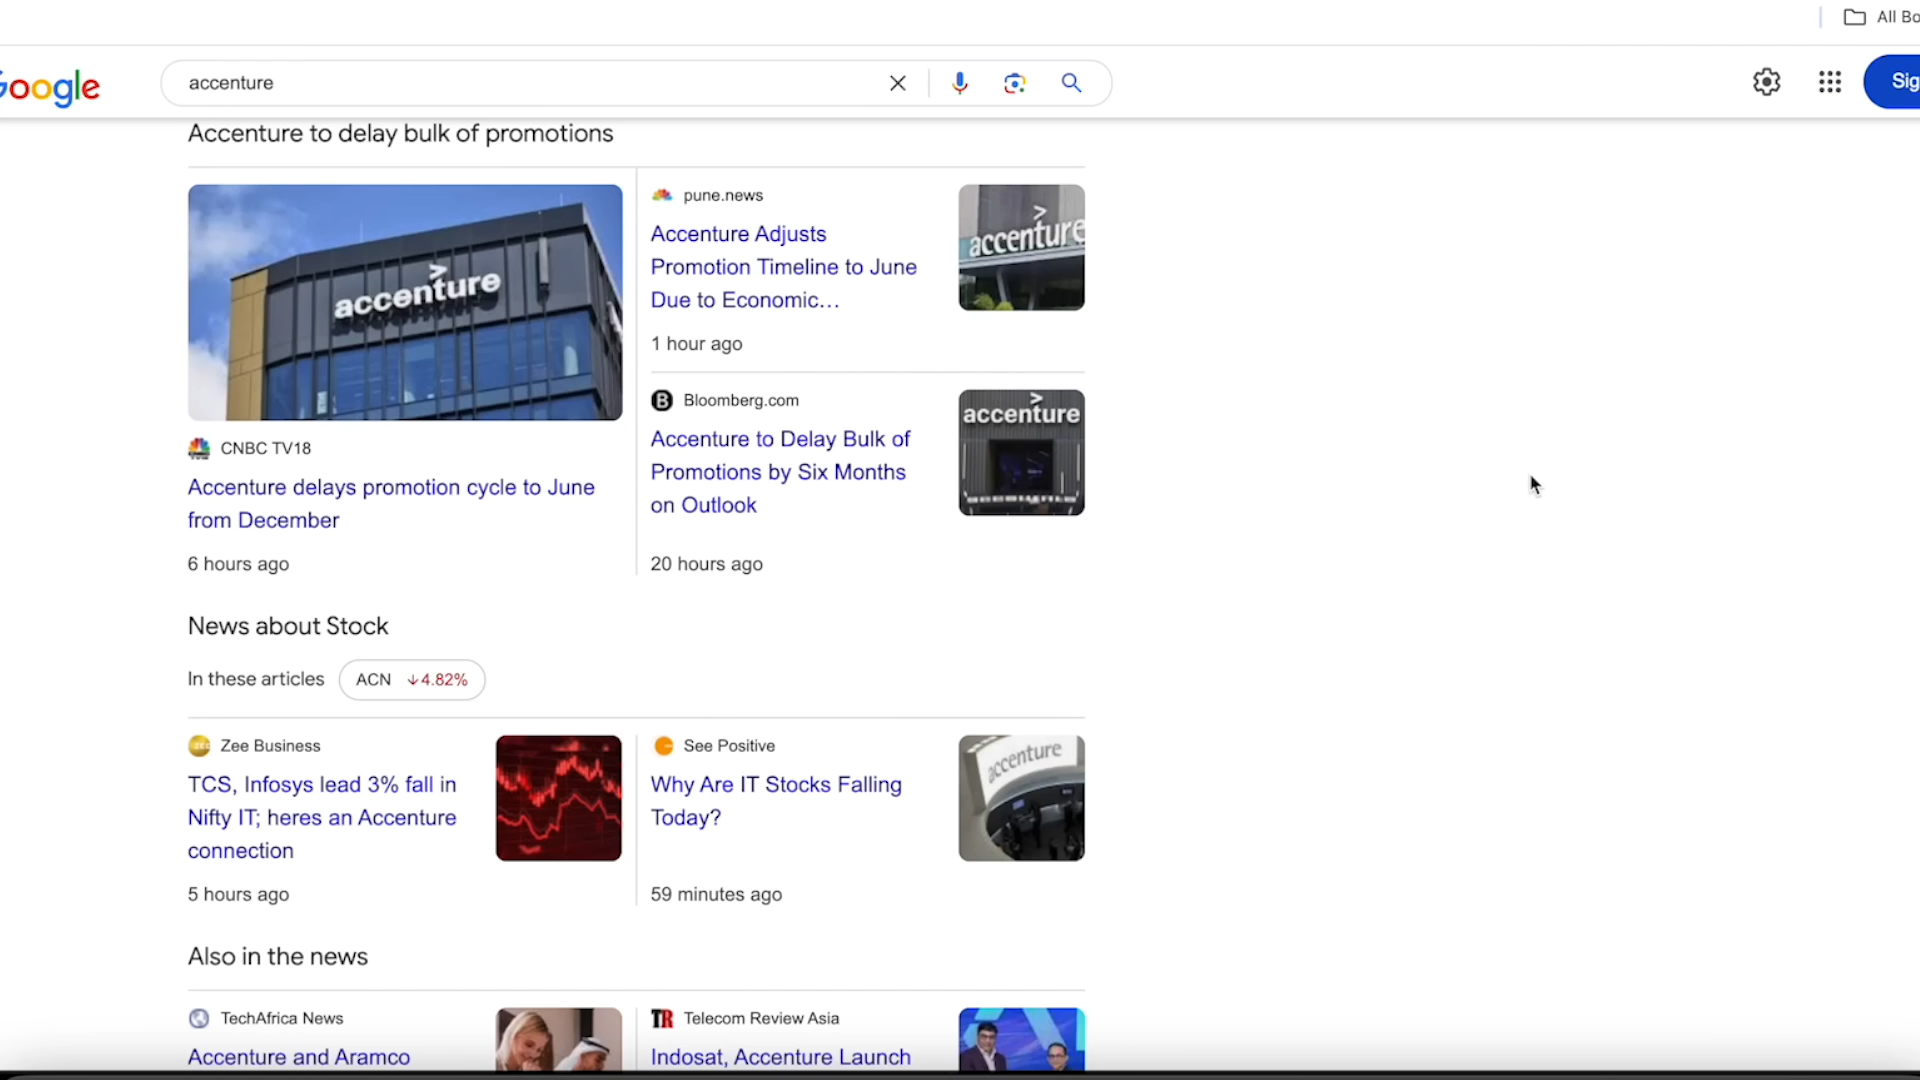 All Bo
Google
accenture
Sig
Accenture to delay bulk of promotions
accenture
CNBC TV18
Accenture delays promotion cycle to June
from December
6 hours ago
pune.news
Accenture Adjusts
Promotion Timeline to June
Due to Economic...
1 hour ago
accenture
Bloomberg.com
Accenture to Delay Bulk of
Promotions by Six Months
on Outlook
20 hours ago
accenture
News about Stock
In these articles
ACN ↓4.82%
Zee Business
TCS, Infosys lead 3% fall in
Nifty IT; heres an Accenture
connection
5 hours ago
See Positive
Why Are IT Stocks Falling
Today?
59 minutes ago
accenture
Also in the news
TechAfrica News
Accenture and Aramco
TR Telecom Review Asia
Indosat, Accenture Launch